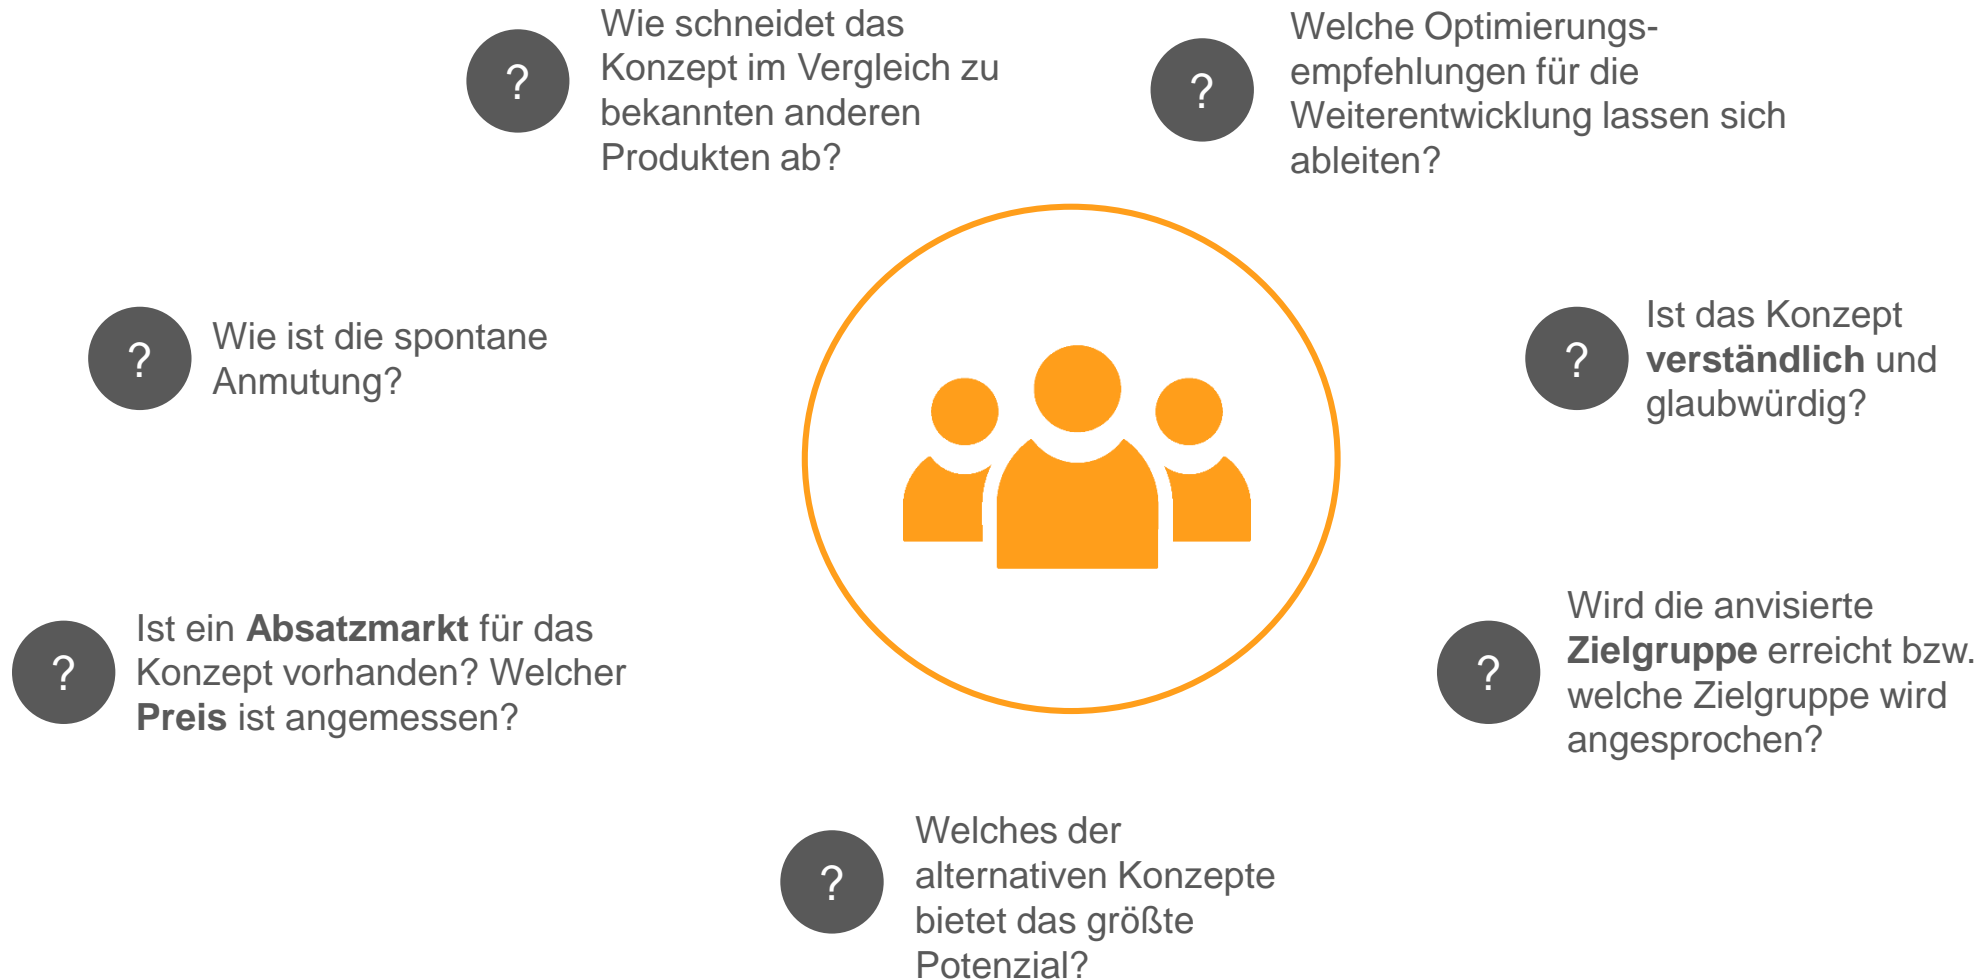 ?
Wie schneidet das
Konzept im Vergleich zu
bekannten anderen
Produkten ab?
?
Welche Optimierungs-
empfehlungen für die
Weiterentwicklung lassen sich
ableiten?
?
Wie ist die spontane
Anmutung?
?
Ist das Konzept
verständlich und
glaubwürdig?
?
Ist ein Absatzmarkt für das
Konzept vorhanden? Welcher
Preis ist angemessen?
?
Wird die anvisierte
Zielgruppe erreicht bzw.
welche Zielgruppe wird
angesprochen?
?
Welches der
alternativen Konzepte
bietet das größte
Potenzial?